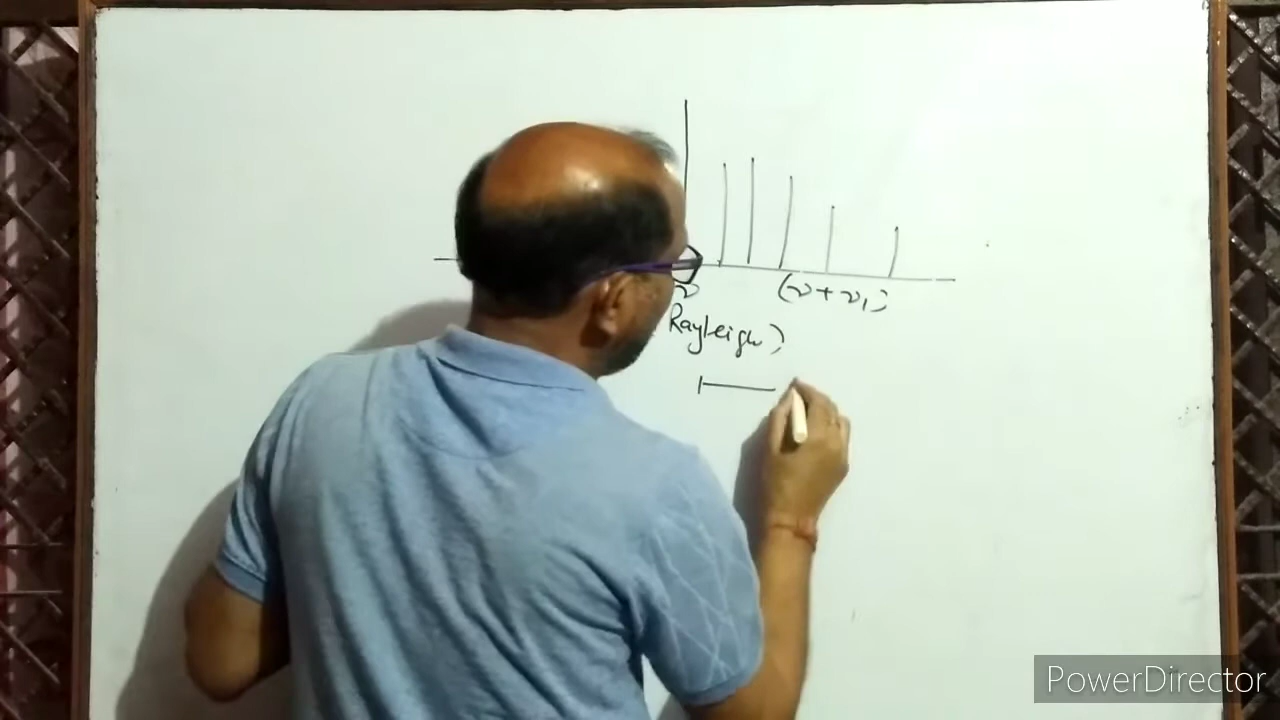 ν (ν + ν₁)
Rayleigh)
PowerDirector